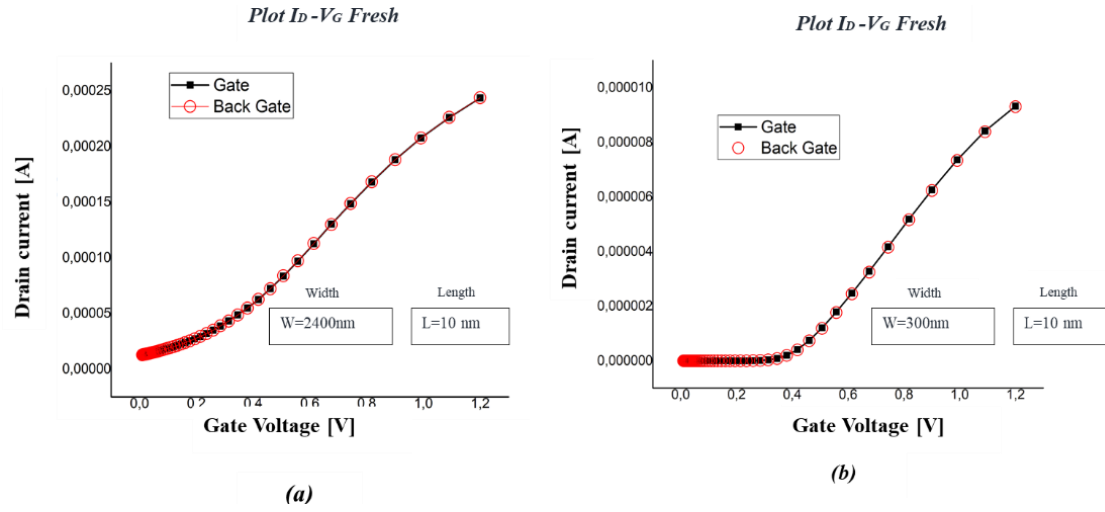 Plot ID -VG Fresh
Drain current [A]
0,00025
0,00020
0,00015
0,00010
0,00005
0,00000
Gate
Back Gate
Width
Length
W=2400nm
L=10 nm
0,0 0,2 0,4 0,6 0,8 1,0 1,2
Gate Voltage [V]
(a)
Plot ID -VG Fresh
Drain current [A]
0,000010
0,000008
0,000006
0,000004
0,000002
0,000000
Gate
Back Gate
Width
Length
W=300nm
L=10 nm
0,0 0,2 0,4 0,6 0,8 1,0 1,2
Gate Voltage [V]
(b)